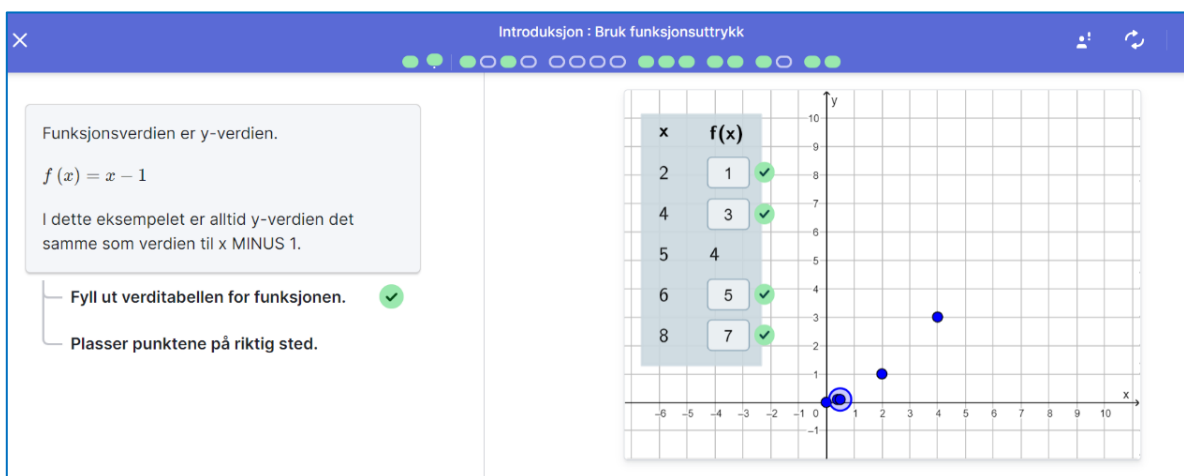 Introduksjon : Bruk funksjonsuttrykk
Funksjonsverdien er y-verdien.
f (x) = x − 1
I dette eksempelet er alltid y-verdien det
samme som verdien til x MINUS 1.
Fyll ut verditabellen for funksjonen.
Plasser punktene på riktig sted.
x f(x)
2 1
4 3
5 4
6 5
8 7
y
10
9
8
7
6
5
4
3
2
1
−1
−6 −5 −4 −3 −2 −1 0 1 2 3 4 5 6 7 8 9 10
x